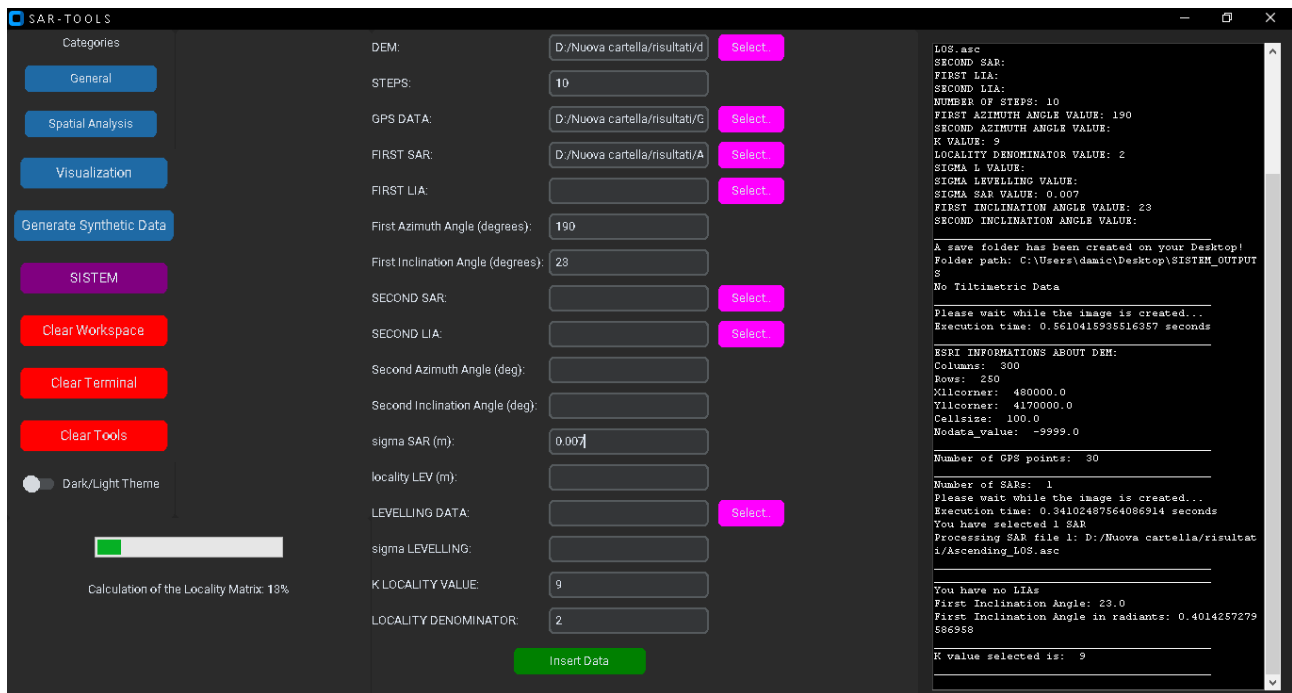 SAR-TOOLS
Categories
General
Spatial Analysis
Visualization
Generate Synthetic Data
SISTEM
Clear Workspace
Clear Terminal
Clear Tools
Dark/Light Theme
Calculation of the Locality Matrix: 13%
DEM: D:/Nuova cartella/risultati/d Select..
STEPS: 10
GPS DATA: D:/Nuova cartella/risultati/G Select..
FIRST SAR: D:/Nuova cartella/risultati/A Select..
FIRST LIA: Select..
First Azimuth Angle (degrees): 190
First Inclination Angle (degrees): 23
SECOND SAR: Select..
SECOND LIA: Select..
Second Azimuth Angle (deg):
Second Inclination Angle (deg):
sigma SAR (m): 0.007
locality LEV (m):
LEVELLING DATA: Select..
sigma LEVELLING:
K LOCALITY VALUE: 9
LOCALITY DENOMINATOR: 2
Insert Data
LOS.asc
SECOND SAR:
FIRST LIA:
SECOND LIA:
NUMBER OF STEPS: 10
FIRST AZIMUTH ANGLE VALUE: 190
SECOND AZIMUTH ANGLE VALUE:
K VALUE: 9
LOCALITY DENOMINATOR VALUE: 2
SIGMA L VALUE:
SIGMA LEVELLING VALUE:
SIGMA SAR VALUE: 0.007
FIRST INCLINATION ANGLE VALUE: 23
SECOND INCLINATION ANGLE VALUE:
A save folder has been created on your Desktop!
Folder path: C:\Users\damic\Desktop\SISTEM_OUTPUT
S
No Tiltimetric Data
Please wait while the image is created...
Execution time: 0.5610415935516357 seconds
ESRI INFORMATIONS ABOUT DEM:
Columns: 300
Rows: 250
Xllcorner: 480000.0
Yllcorner: 4170000.0
Cellsize: 100.0
Nodata_value: -9999.0
Number of GPS points: 30
Number of SARs: 1
Please wait while the image is created...
Execution time: 0.34102487564086914 seconds
You have selected 1 SAR
Processing SAR file 1: D:/Nuova cartella/risultat
i/Ascending_LOS.asc
You have no LIAs
First Inclination Angle: 23.0
First Inclination Angle in radiants: 0.4014257279
586958
K value selected is: 9